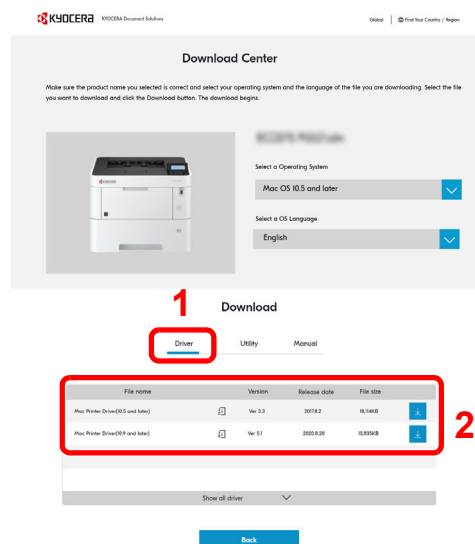 KYOCERA KYOCERA Document Solutions Global Find Your Country / Region
Download Center
Make sure the product name you selected is correct and select your operating system and the language of the file you are downloading. Select the file
you want to download and click the Download button. The download begins.
Select a Operating System
Mac OS 10.5 and later
Select a OS Language
English
1
Download
Driver Utility Manual
File name Version Release date File size
Mac Printer Driver(10.5 and later) Ver 3.3 2017.8.2 18,114KB
Mac Printer Driver(10.9 and later) Ver 5.1 2020.8.20 13,835KB
2
Show all driver
Back